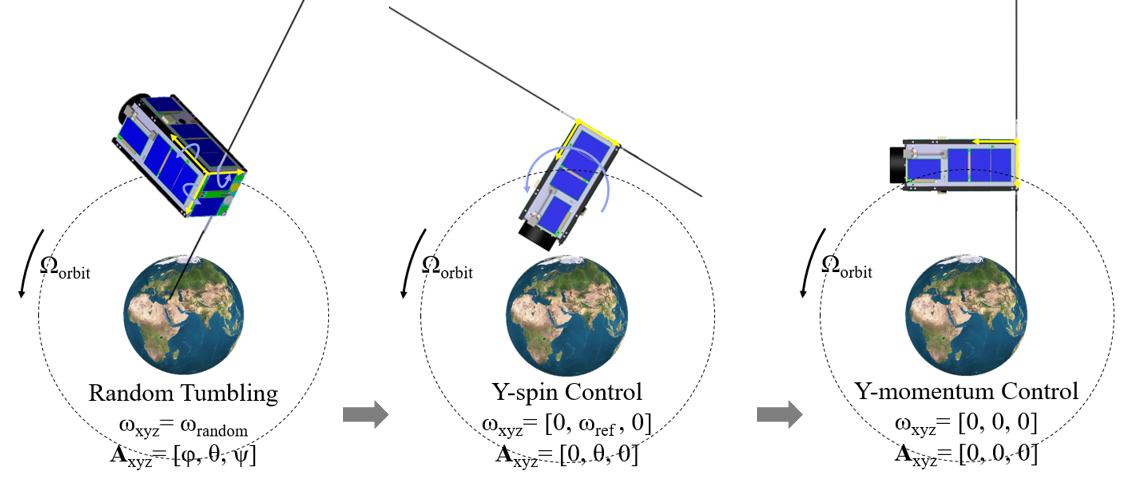 Ωorbit
Ωorbit
Ωorbit
Random Tumbling
ωxyz= ωrandom
Axyz= [φ, θ, ψ]
Y-spin Control
ωxyz= [0, ωref , 0]
Axyz= [0, θ, 0]
Y-momentum Control
ωxyz= [0, 0, 0]
Axyz= [0, 0, 0]